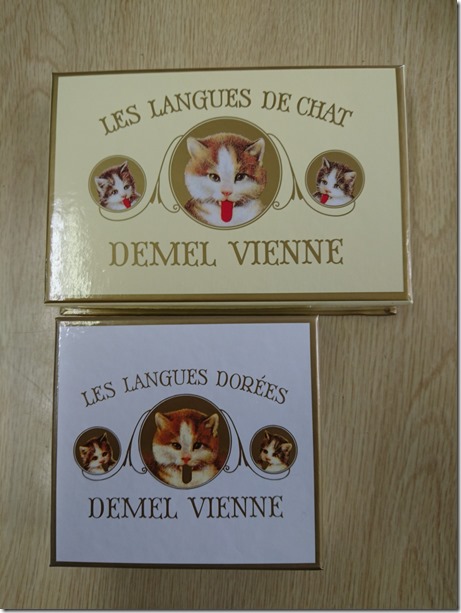 LES LANGUES DE CHAT
DEMEL VIENNE
LES LANGUES DORÉES
DEMEL VIENNE